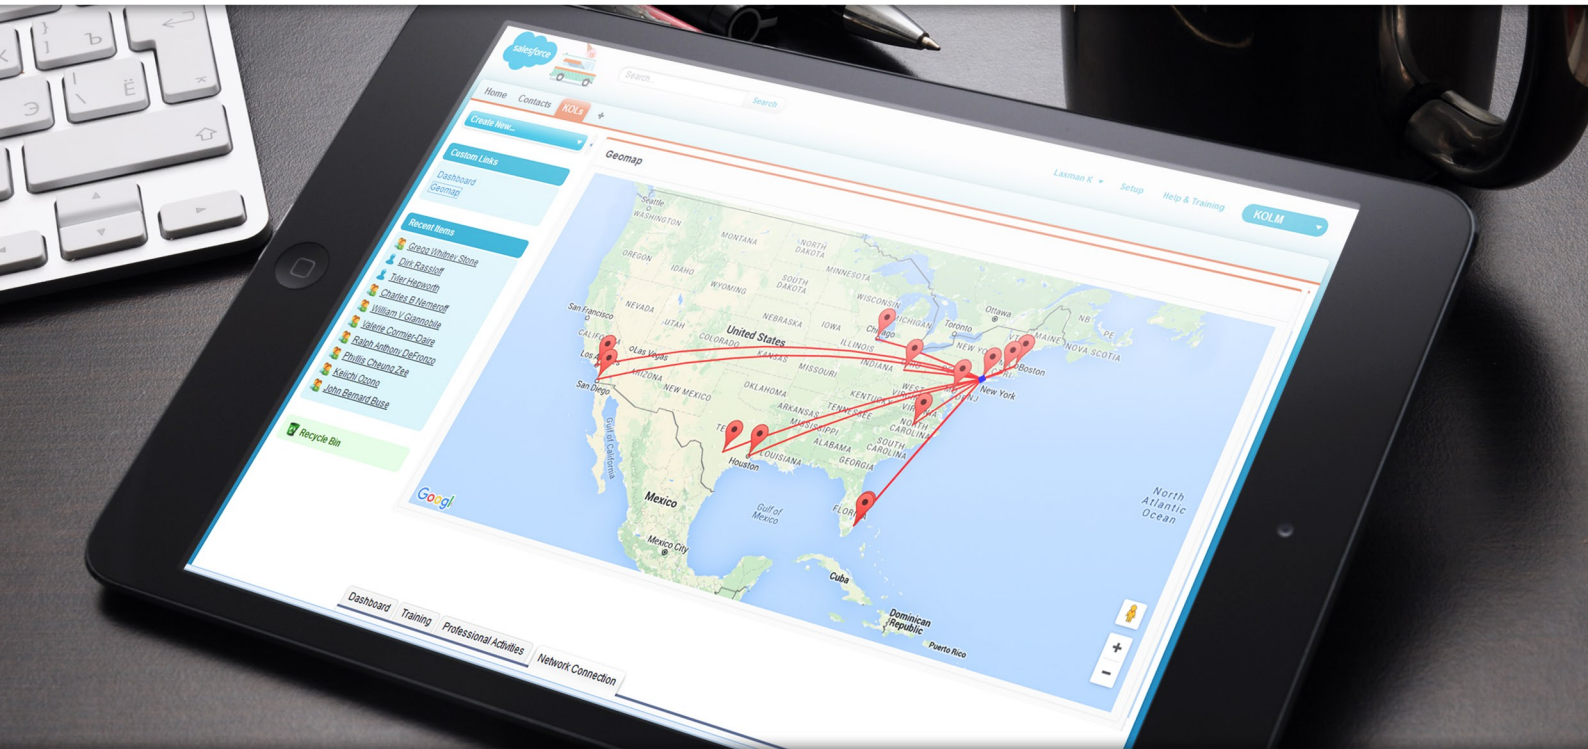 }
]
Ъ
\
Ё
Э
salesforce
Search...
Search
Home
Contacts
KOLs
+
Laxman K
Setup
Help & Training
KOLM
Create New...
Custom Links
Dashboard
Geomap
Recent Items
Gregg Whitney Stone
Dirk Rassloff
Tyler Hepworth
Charles B Nemeroff
William V Giannobile
Valerie Cormier-Daire
Ralph Anthony DeFronzo
Phyllis Cheung Zee
Keiichi Ozono
John Bernard Buse
Recycle Bin
Geomap
Seattle
WASHINGTON
MONTANA
NORTH
DAKOTA
MINNESOTA
OREGON
IDAHO
SOUTH
DAKOTA
WYOMING
WISCONSIN
MICHIGAN
Ottawa
Toronto
NB
PE
MAINE
NOVA SCOTIA
San Francisco
NEVADA
UTAH
NEBRASKA
IOWA
United States
COLORADO
ILLINOIS
INDIANA
Boston
Las Vegas
KANSAS
MISSOURI
New York
San Diego
ARIZONA
NEW MEXICO
OKLAHOMA
ARKANSAS
TENNESSEE
MISSISSIPPI
NORTH
CAROLINA
SOUTH
CAROLINA
ALABAMA
GEORGIA
LOUISIANA
Houston
Gulf of California
Mexico
Gulf of
Mexico
Mexico City
Cuba
Dominican
Republic
Puerto Rico
North
Atlantic
Ocean
Googl
+
−
Dashboard
Training
Professional Activities
Network Connection